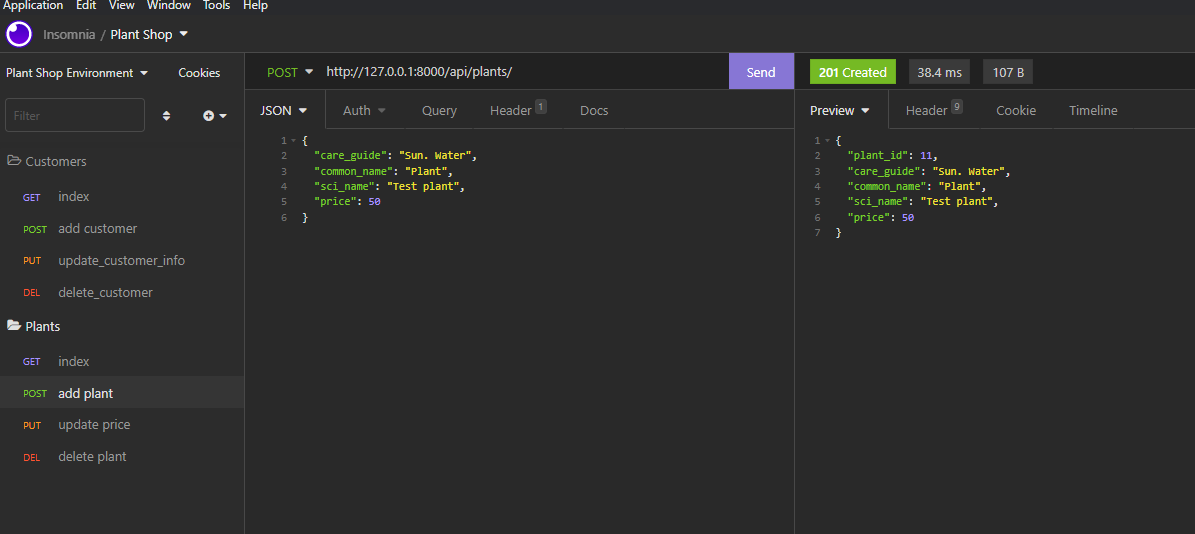 Application Edit View Window Tools Help
Insomnia / Plant Shop
Plant Shop Environment Cookies
Filter
Customers
GET index
POST add customer
PUT update_customer_info
DEL delete_customer
Plants
GET index
POST add plant
PUT update price
DEL delete plant
POST http://127.0.0.1:8000/api/plants/ Send
JSON Auth Query Header 1 Docs
1 {
2 "care_guide": "Sun. Water",
3 "common_name": "Plant",
4 "sci_name": "Test plant",
5 "price": 50
6 }
201 Created 38.4 ms 107 B
Preview Header 9 Cookie Timeline
1 {
2 "plant_id": 11,
3 "care_guide": "Sun. Water",
4 "common_name": "Plant",
5 "sci_name": "Test plant",
6 "price": 50
7 }